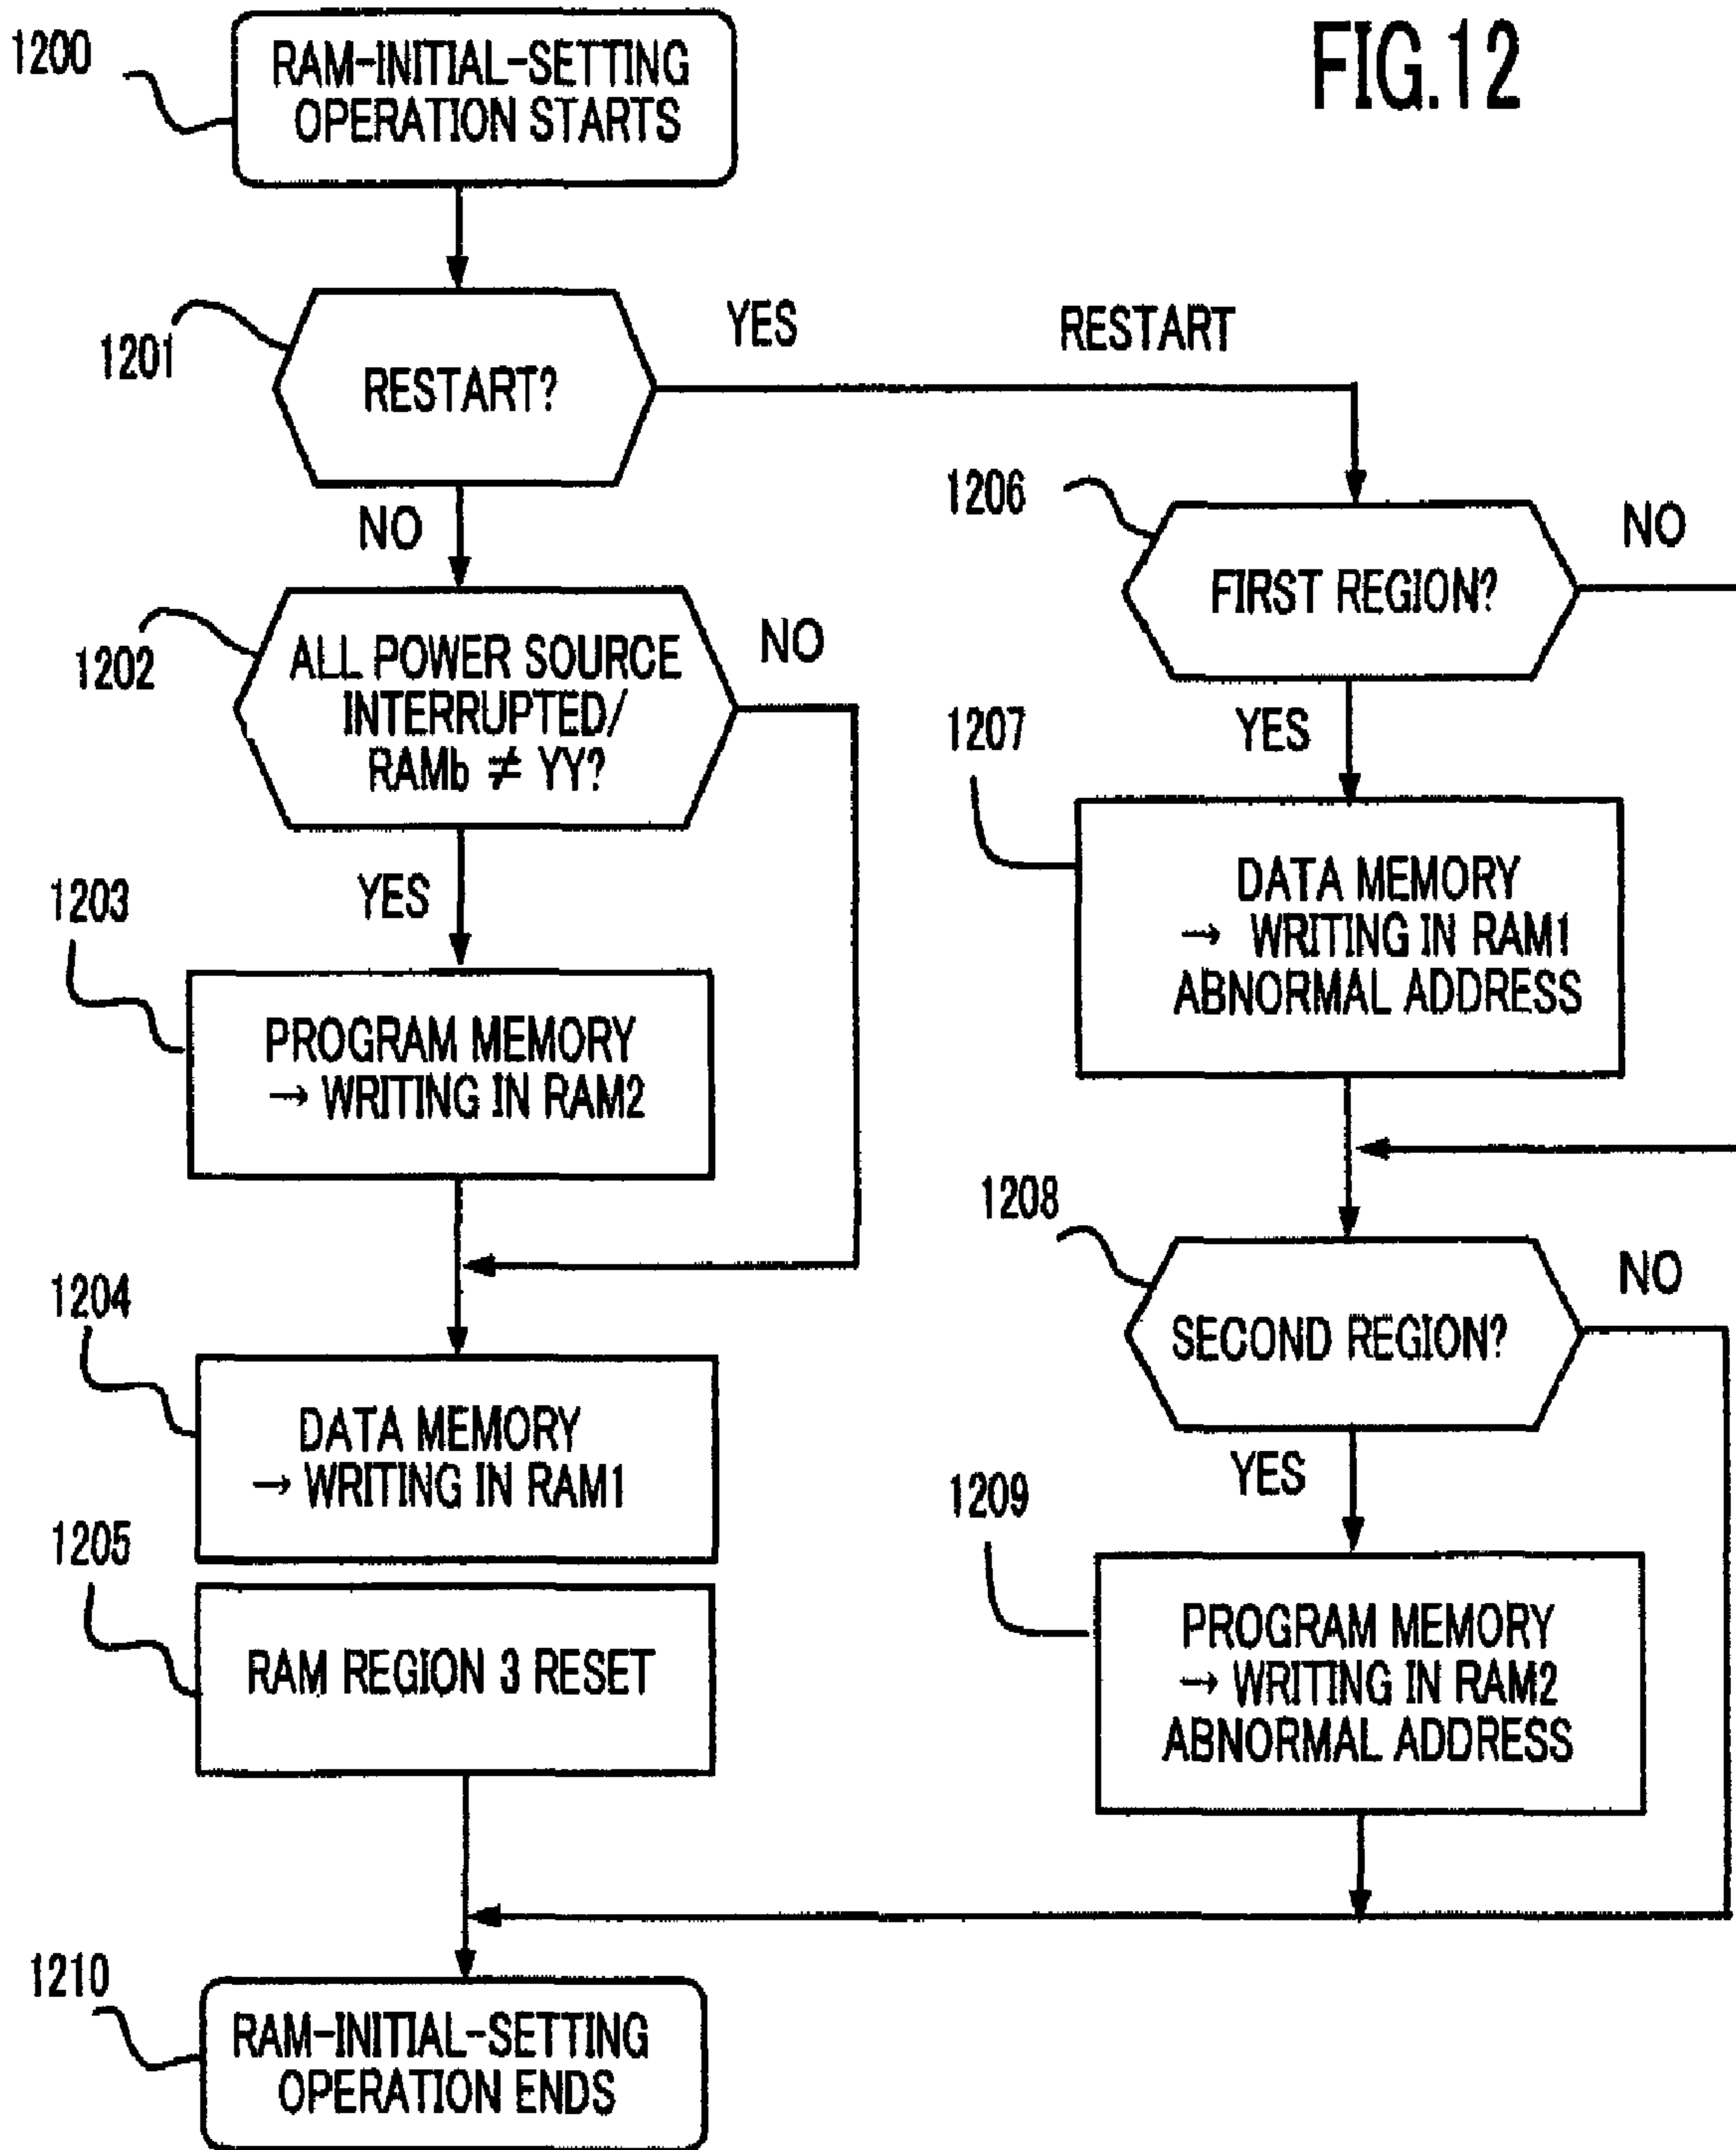 FIG.12
1200
RAM-INITIAL-SETTING
OPERATION STARTS
1201
RESTART?
YES
RESTART
NO
1202
ALL POWER SOURCE
INTERRUPTED/
RAMb ≠ YY?
NO
YES
1203
PROGRAM MEMORY
→ WRITING IN RAM2
1204
DATA MEMORY
→ WRITING IN RAM1
1205
RAM REGION 3 RESET
1206
FIRST REGION?
NO
YES
1207
DATA MEMORY
→ WRITING IN RAM1
ABNORMAL ADDRESS
1208
SECOND REGION?
NO
YES
1209
PROGRAM MEMORY
→ WRITING IN RAM2
ABNORMAL ADDRESS
1210
RAM-INITIAL-SETTING
OPERATION ENDS